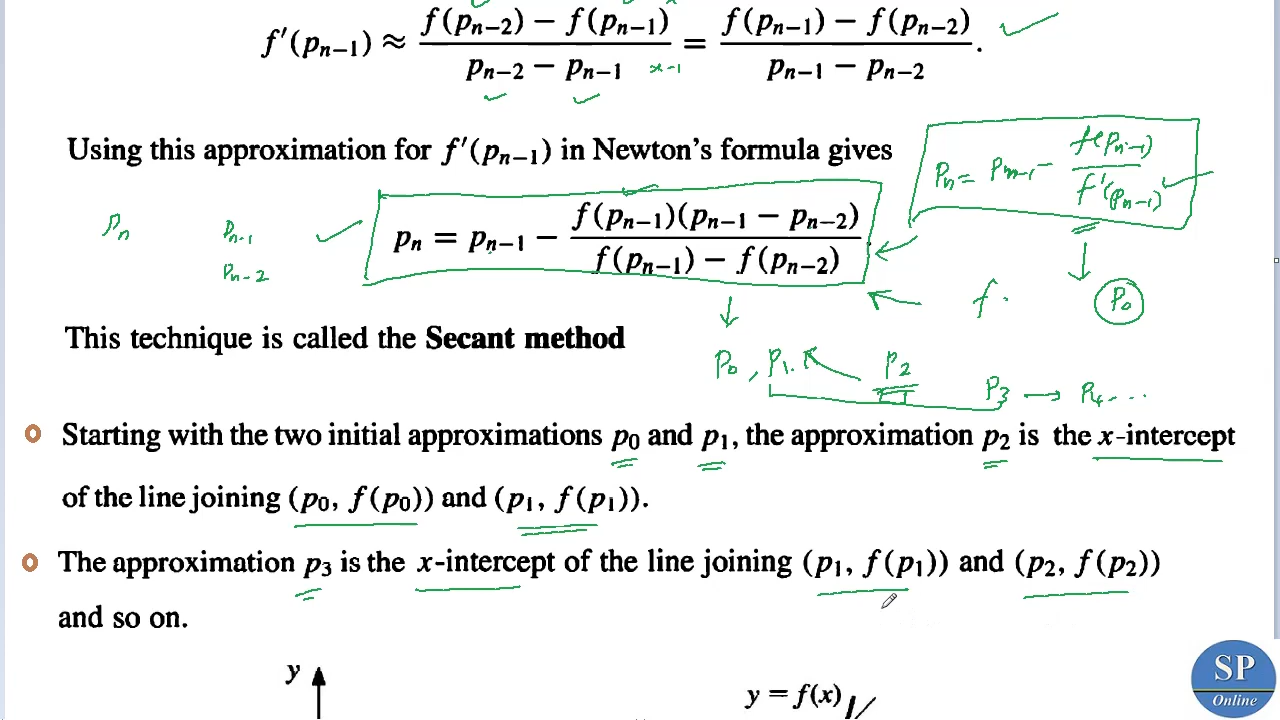 f′(pₙ₋₁) ≈ (f(pₙ₋₂) − f(pₙ₋₁)) / (pₙ₋₂ − pₙ₋₁) = (f(pₙ₋₁) − f(pₙ₋₂)) / (pₙ₋₁ − pₙ₋₂).
x-1
Using this approximation for f′(pₙ₋₁) in Newton's formula gives
Pₙ = Pₙ₋₁ − f(Pₙ₋₁) / f′(Pₙ₋₁)
Pₙ Pₙ₋₁
Pₙ₋₂
pₙ = pₙ₋₁ − f(pₙ₋₁)(pₙ₋₁ − pₙ₋₂) / (f(pₙ₋₁) − f(pₙ₋₂))
f. P₀
This technique is called the Secant method
P₀, P₁. P₂ P₃ → P₄...
Starting with the two initial approximations p₀ and p₁, the approximation p₂ is the x-intercept
of the line joining (p₀, f(p₀)) and (p₁, f(p₁)).
The approximation p₃ is the x-intercept of the line joining (p₁, f(p₁)) and (p₂, f(p₂))
and so on.
y
y = f(x)
SP
Online